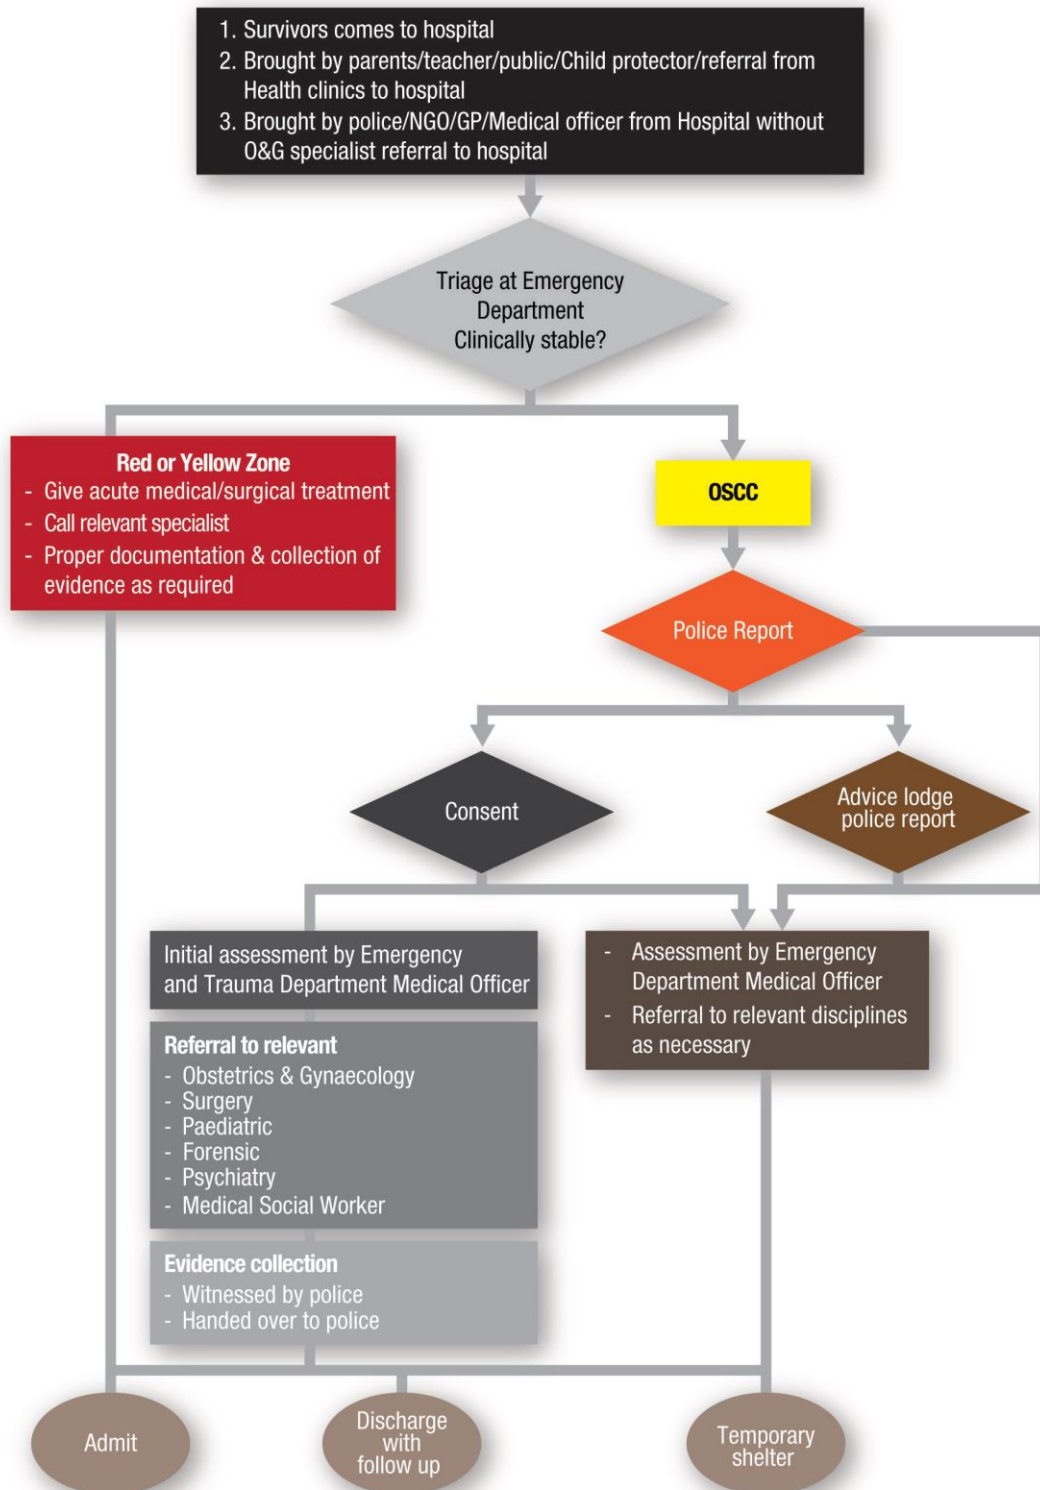 1. Survivors comes to hospital
2. Brought by parents/teacher/public/Child protector/referral from
Health clinics to hospital
3. Brought by police/NGO/GP/Medical officer from Hospital without
O&G specialist referral to hospital
Triage at Emergency
Department
Clinically stable?
Red or Yellow Zone
- Give acute medical/surgical treatment
- Call relevant specialist
- Proper documentation & collection of
evidence as required
OSCC
Police Report
Consent
Advice lodge
police report
Initial assessment by Emergency
and Trauma Department Medical Officer
Referral to relevant
- Obstetrics & Gynaecology
- Surgery
- Paediatric
- Forensic
- Psychiatry
- Medical Social Worker
Evidence collection
- Witnessed by police
- Handed over to police
- Assessment by Emergency
Department Medical Officer
- Referral to relevant disciplines
as necessary
Admit
Discharge
with
follow up
Temporary
shelter